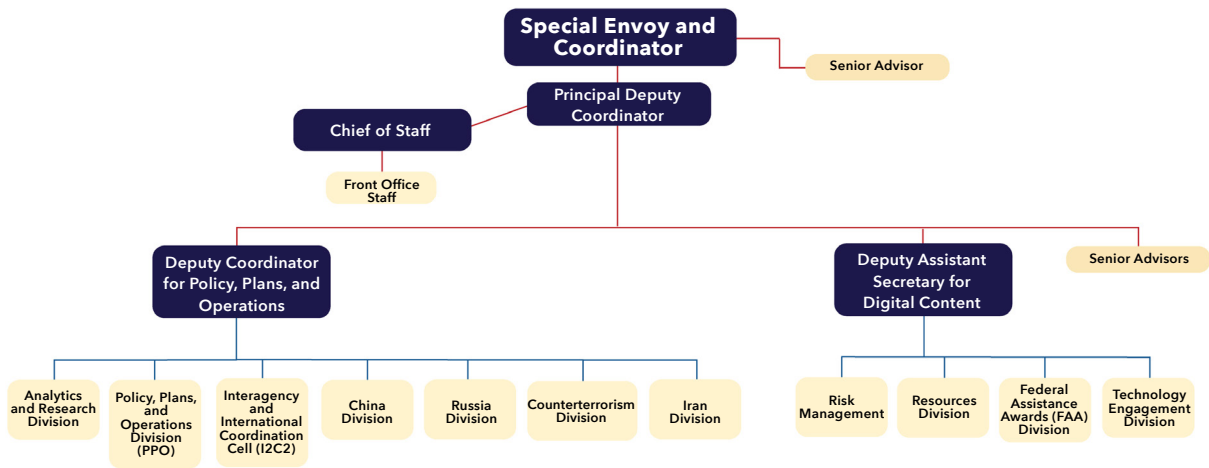 Special Envoy and
Coordinator
Senior Advisor
Principal Deputy
Coordinator
Chief of Staff
Front Office
Staff
Deputy Coordinator
for Policy, Plans, and
Operations
Deputy Assistant
Secretary for
Digital Content
Senior Advisors
Analytics
and Research
Division
Policy, Plans,
and
Operations
Division
(PPO)
Interagency
and
International
Coordination
Cell (I2C2)
China
Division
Russia
Division
Counterterrorism
Division
Iran
Division
Risk
Management
Resources
Division
Federal
Assistance
Awards (FAA)
Division
Technology
Engagement
Division